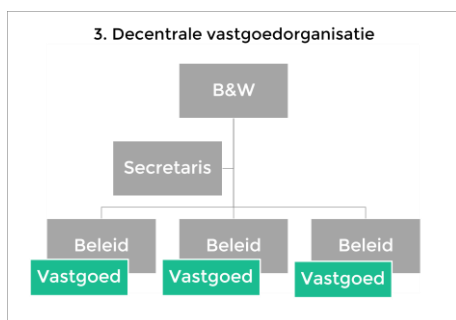 3. Decentrale vastgoedorganisatie
B&W
Secretaris
Beleid
Beleid
Beleid
Vastgoed
Vastgoed
Vastgoed